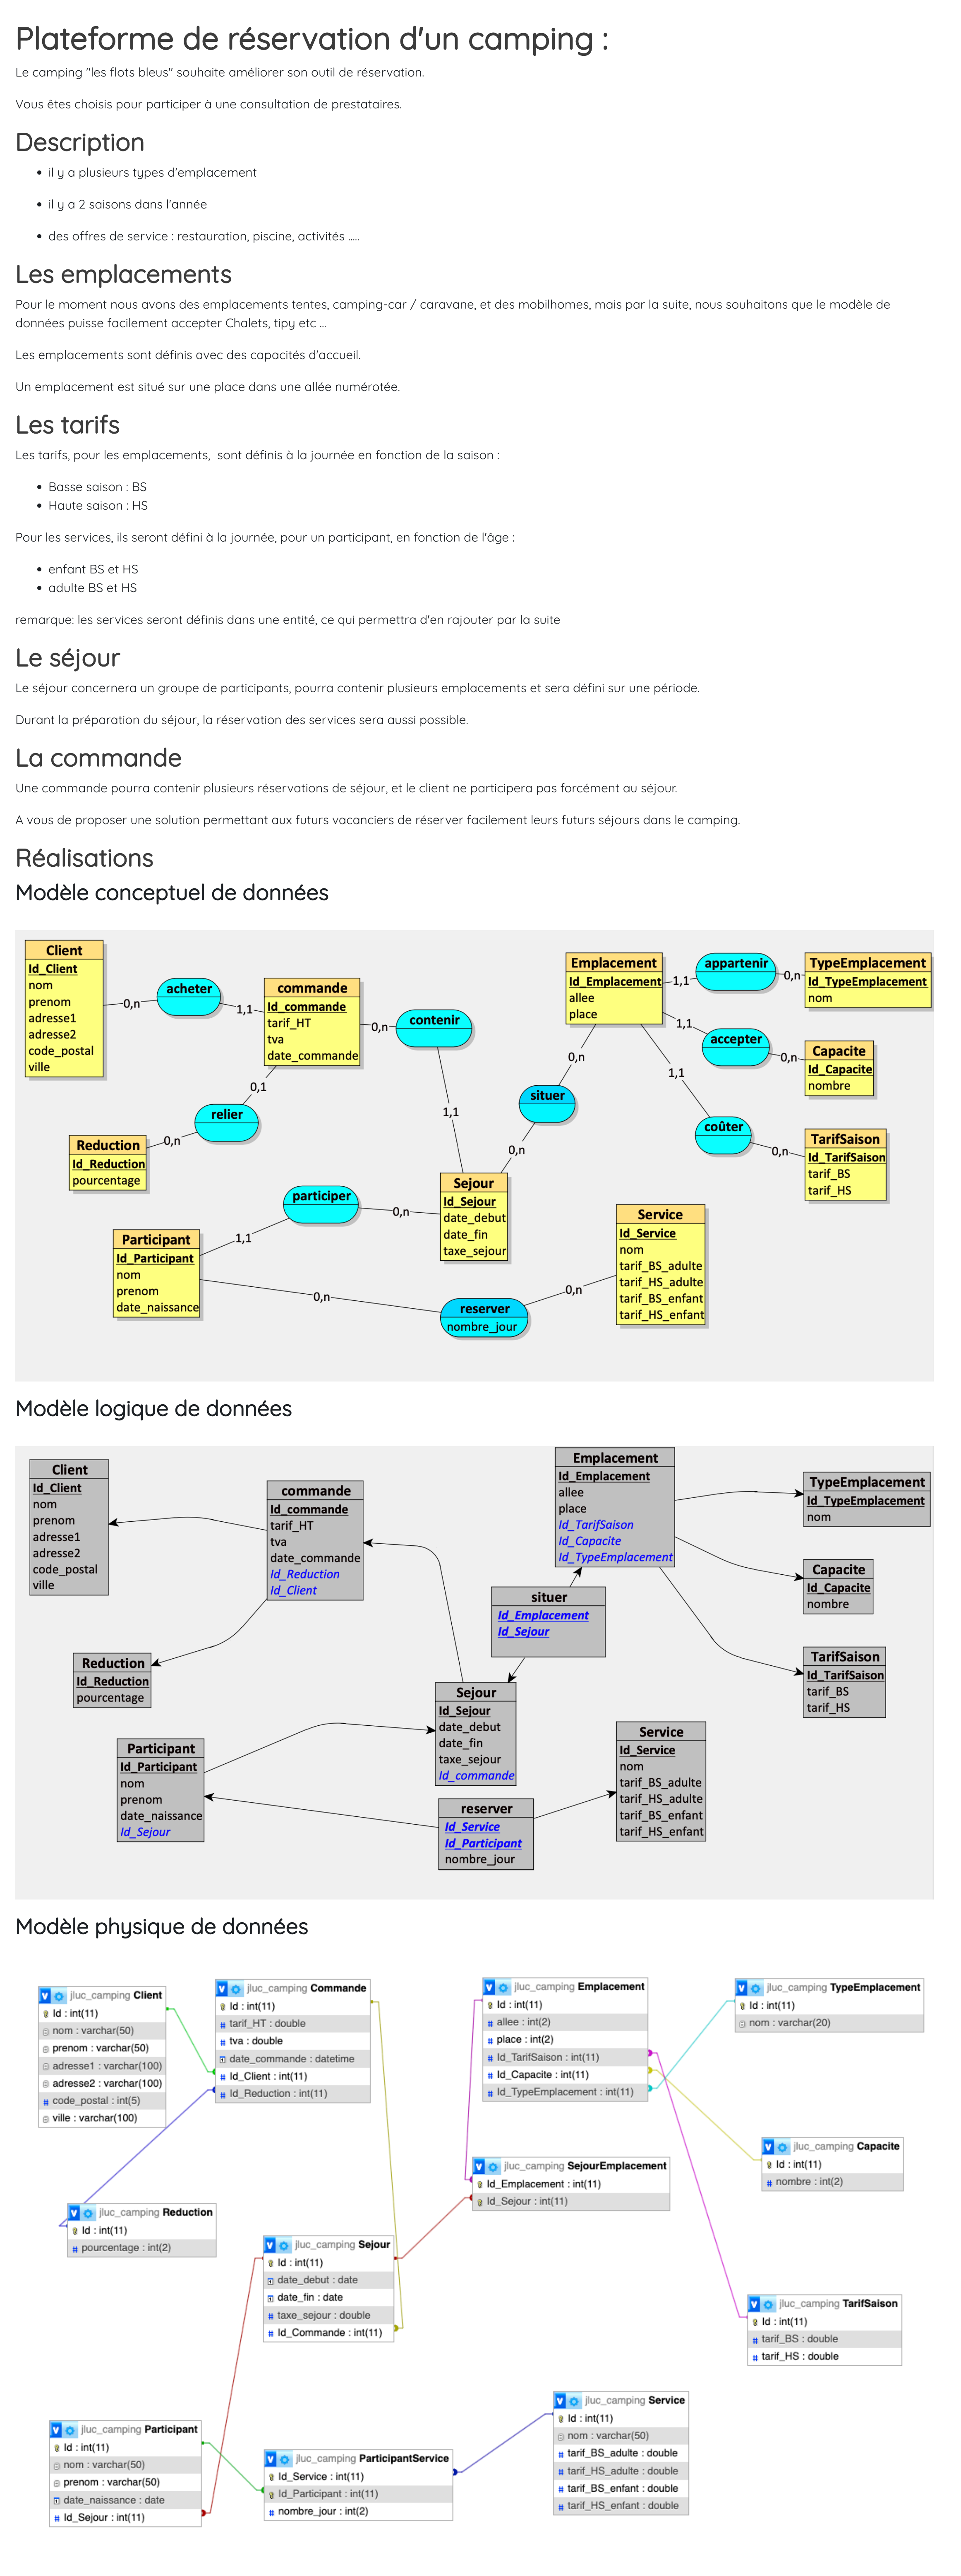 Plateforme de réservation d'un camping :
Le camping "les flots bleus" souhaite améliorer son outil de réservation.
Vous êtes choisis pour participer à une consultation de prestataires.
Description
• il y a plusieurs types d'emplacement
• il y a 2 saisons dans l'année
• des offres de service : restauration, piscine, activités .....
Les emplacements
Pour le moment nous avons des emplacements tentes, camping-car / caravane, et des mobilhomes, mais par la suite, nous souhaitons que le modèle de
données puisse facilement accepter Chalets, tipy etc ...
Les emplacements sont définis avec des capacités d'accueil.
Un emplacement est situé sur une place dans une allée numérotée.
Les tarifs
Les tarifs, pour les emplacements,  sont définis à la journée en fonction de la saison :
• Basse saison : BS
• Haute saison : HS
Pour les services, ils seront défini à la journée, pour un participant, en fonction de l'âge :
• enfant BS et HS
• adulte BS et HS
remarque: les services seront définis dans une entité, ce qui permettra d'en rajouter par la suite
Le séjour
Le séjour concernera un groupe de participants, pourra contenir plusieurs emplacements et sera défini sur une période.
Durant la préparation du séjour, la réservation des services sera aussi possible.
La commande
Une commande pourra contenir plusieurs réservations de séjour, et le client ne participera pas forcément au séjour.
A vous de proposer une solution permettant aux futurs vacanciers de réserver facilement leurs futurs séjours dans le camping.
Réalisations
Modèle conceptuel de données
Client
Id_Client
nom
prenom
adresse1
adresse2
code_postal
ville
0,n
acheter
1,1
commande
Id_commande
tarif_HT
tva
date_commande
0,n
contenir
1,1
0,1
relier
0,n
Reduction
Id_Reduction
pourcentage
Emplacement
Id_Emplacement
allee
place
1,1
appartenir
0,n
TypeEmplacement
Id_TypeEmplacement
nom
1,1
accepter
0,n
Capacite
Id_Capacite
nombre
1,1
coûter
0,n
TarifSaison
Id_TarifSaison
tarif_BS
tarif_HS
0,n
situer
0,n
Sejour
Id_Sejour
date_debut
date_fin
taxe_sejour
participer
0,n
1,1
Participant
Id_Participant
nom
prenom
date_naissance
0,n
reserver
nombre_jour
0,n
Service
Id_Service
nom
tarif_BS_adulte
tarif_HS_adulte
tarif_BS_enfant
tarif_HS_enfant
Modèle logique de données
Client
Id_Client
nom
prenom
adresse1
adresse2
code_postal
ville
commande
Id_commande
tarif_HT
tva
date_commande
Id_Reduction
Id_Client
Emplacement
Id_Emplacement
allee
place
Id_TarifSaison
Id_Capacite
Id_TypeEmplacement
TypeEmplacement
Id_TypeEmplacement
nom
Capacite
Id_Capacite
nombre
situer
Id_Emplacement
Id_Sejour
Reduction
Id_Reduction
pourcentage
TarifSaison
Id_TarifSaison
tarif_BS
tarif_HS
Sejour
Id_Sejour
date_debut
date_fin
taxe_sejour
Id_commande
Participant
Id_Participant
nom
prenom
date_naissance
Id_Sejour
reserver
Id_Service
Id_Participant
nombre_jour
Service
Id_Service
nom
tarif_BS_adulte
tarif_HS_adulte
tarif_BS_enfant
tarif_HS_enfant
Modèle physique de données
jluc_camping Client
Id : int(11)
nom : varchar(50)
prenom : varchar(50)
adresse1 : varchar(100)
adresse2 : varchar(100)
code_postal : int(5)
ville : varchar(100)
jluc_camping Commande
Id : int(11)
tarif_HT : double
tva : double
date_commande : datetime
Id_Client : int(11)
Id_Reduction : int(11)
jluc_camping Emplacement
Id : int(11)
allee : int(2)
place : int(2)
Id_TarifSaison : int(11)
Id_Capacite : int(11)
Id_TypeEmplacement : int(11)
jluc_camping TypeEmplacement
Id : int(11)
nom : varchar(20)
jluc_camping Capacite
Id : int(11)
nombre : int(2)
jluc_camping SejourEmplacement
Id_Emplacement : int(11)
Id_Sejour : int(11)
jluc_camping Reduction
Id : int(11)
pourcentage : int(2)
jluc_camping Sejour
Id : int(11)
date_debut : date
date_fin : date
taxe_sejour : double
Id_Commande : int(11)
jluc_camping TarifSaison
Id : int(11)
tarif_BS : double
tarif_HS : double
jluc_camping Participant
Id : int(11)
nom : varchar(50)
prenom : varchar(50)
date_naissance : date
Id_Sejour : int(11)
jluc_camping ParticipantService
Id_Service : int(11)
Id_Participant : int(11)
nombre_jour : int(2)
jluc_camping Service
Id : int(11)
nom : varchar(50)
tarif_BS_adulte : double
tarif_HS_adulte : double
tarif_BS_enfant : double
tarif_HS_enfant : double